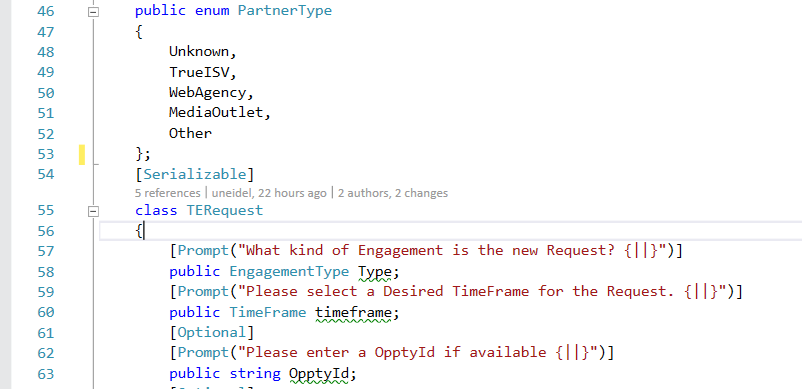 46 public enum PartnerType
47 {
48 Unknown,
49 TrueISV,
50 WebAgency,
51 MediaOutlet,
52 Other
53 };
54 [Serializable]
5 references | uneidel, 22 hours ago | 2 authors, 2 changes
55 class TERequest
56 {
57 [Prompt("What kind of Engagement is the new Request? {||}")]
58 public EngagementType Type;
59 [Prompt("Please select a Desired TimeFrame for the Request. {||}")]
60 public TimeFrame timeframe;
61 [Optional]
62 [Prompt("Please enter a OpptyId if available {||}")]
63 public string OpptyId;